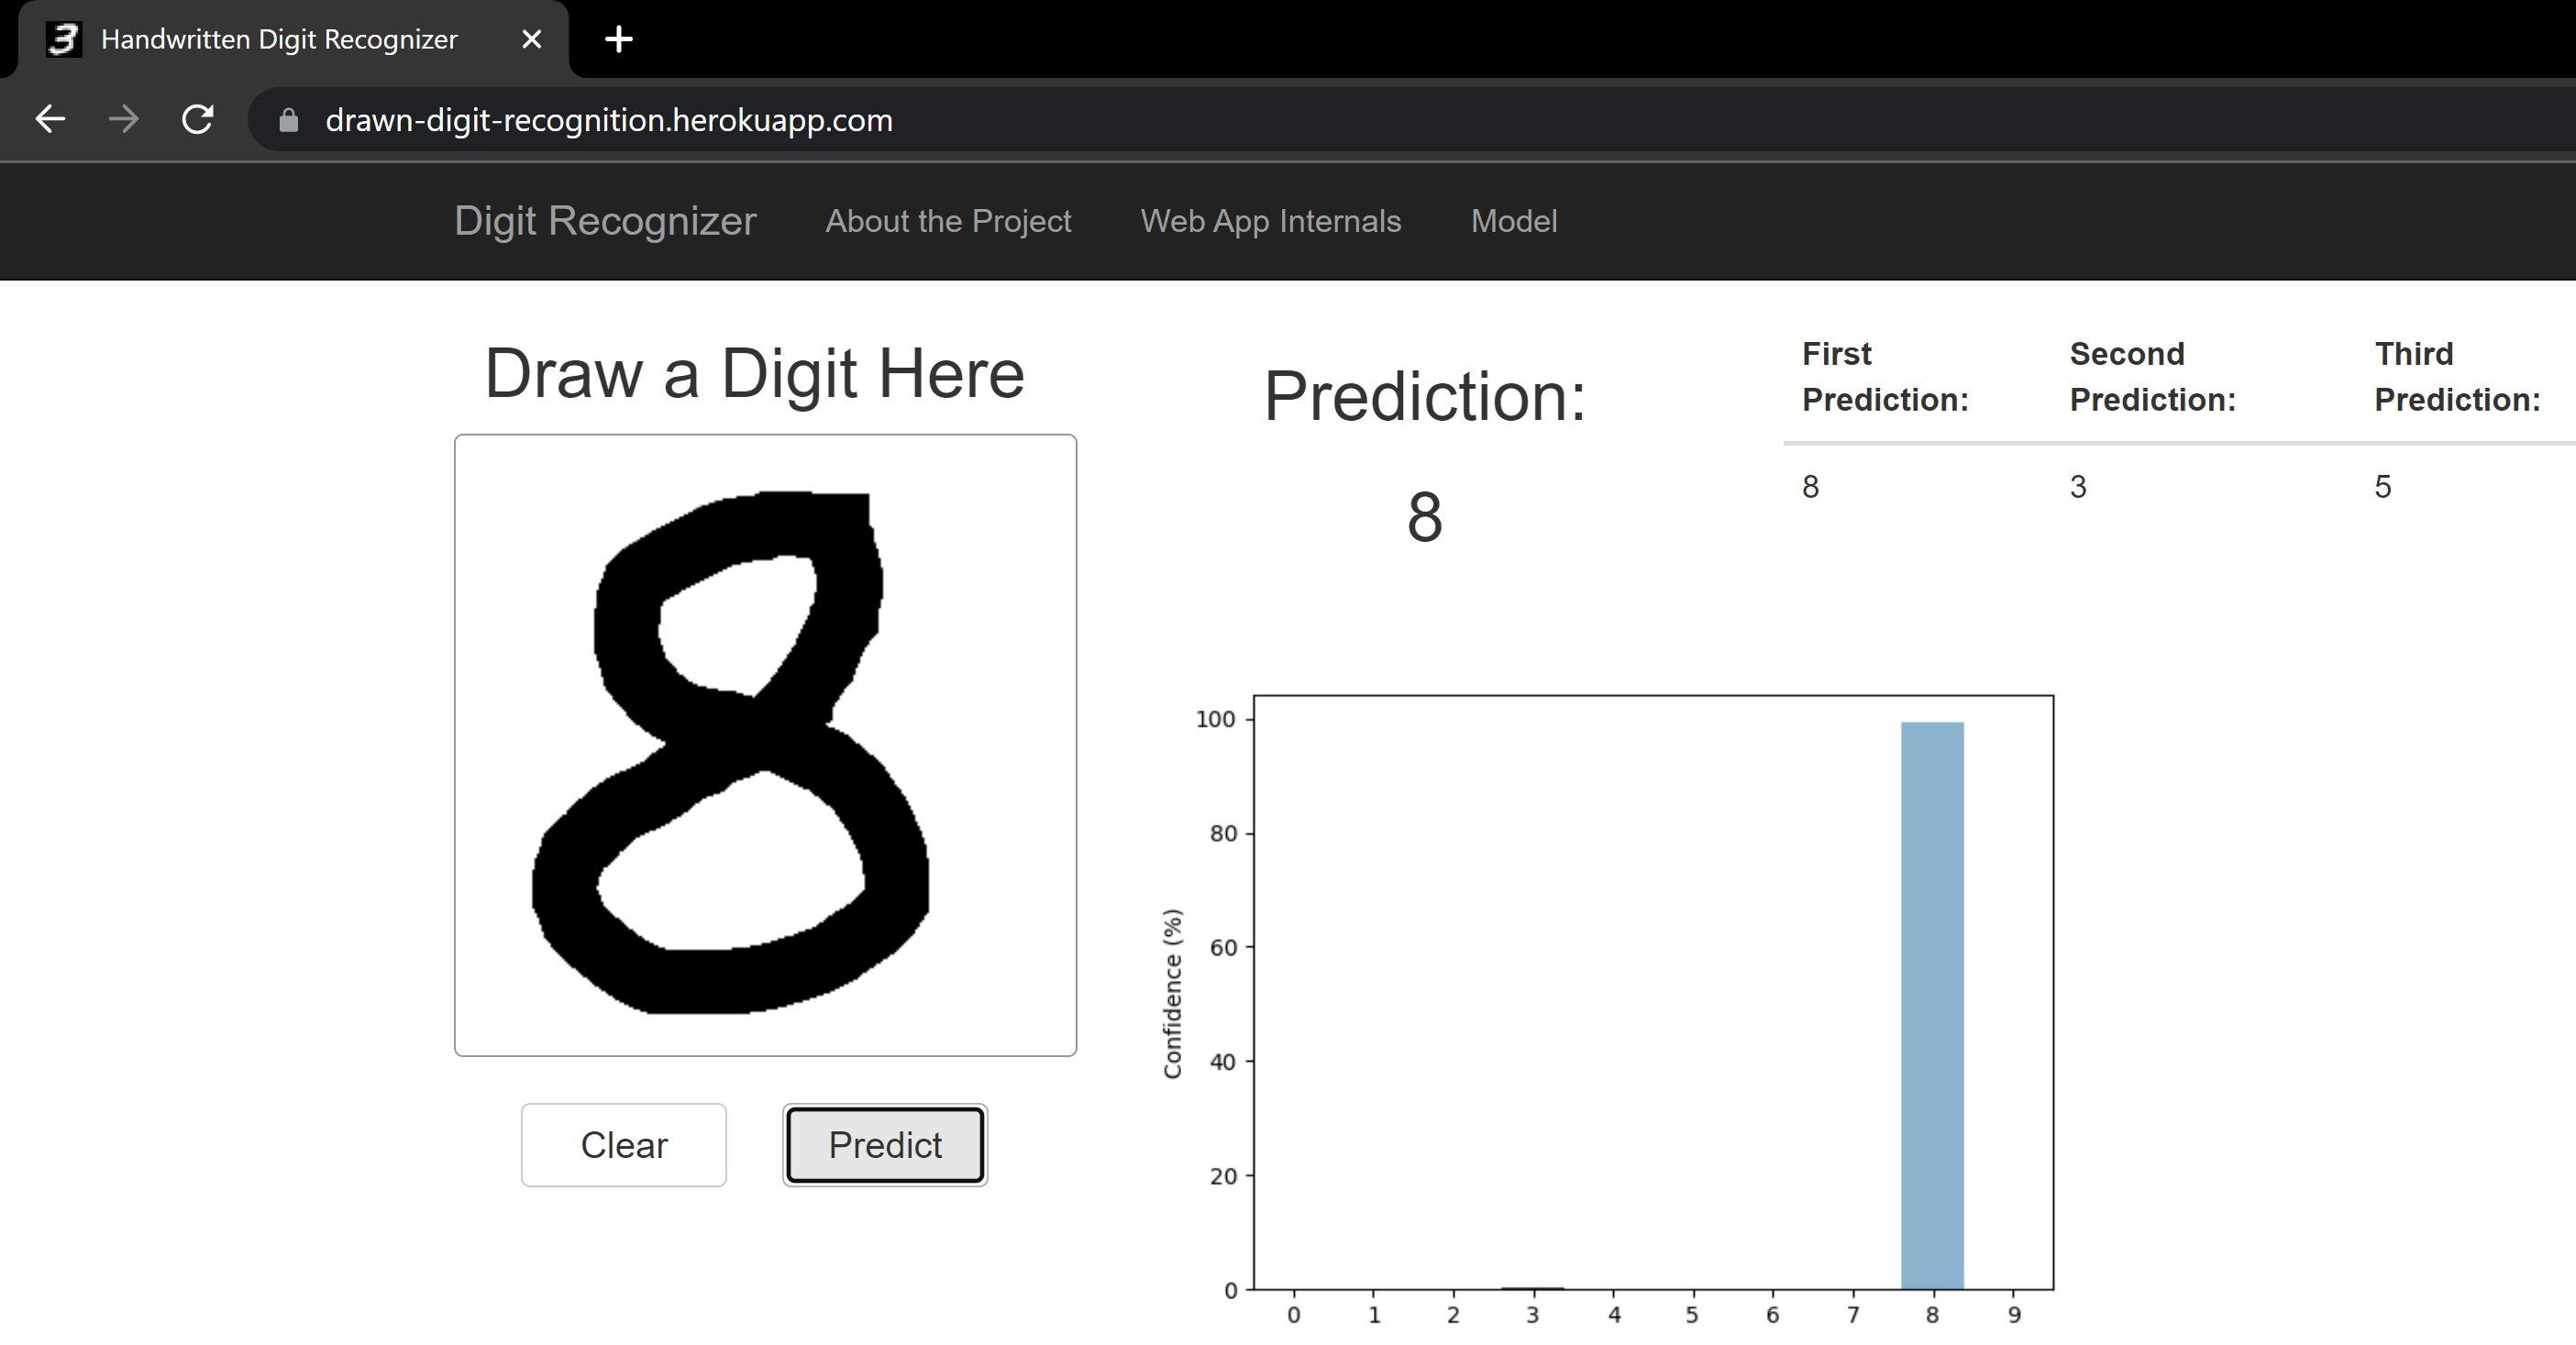 3 Handwritten Digit Recognizer
drawn-digit-recognition.herokuapp.com
Digit Recognizer About the Project Web App Internals Model
Draw a Digit Here
8
Clear Predict
Prediction:
8
First Prediction: Second Prediction: Third Prediction:
8 3 5
Confidence (%)
100
80
60
40
20
0
0 1 2 3 4 5 6 7 8 9